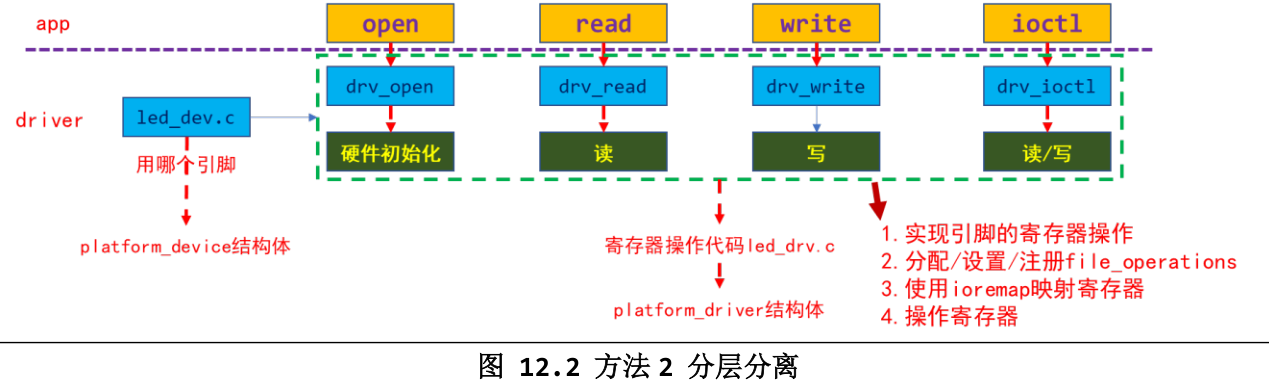 app
open
read
write
ioctl
driver
led_dev.c
drv_open
drv_read
drv_write
drv_ioctl
硬件初始化
读
写
读/写
用哪个引脚
platform_device结构体
寄存器操作代码led_drv.c
platform_driver结构体
1.实现引脚的寄存器操作
2.分配/设置/注册file_operations
3.使用ioremap映射寄存器
4.操作寄存器
图 12.2 方法2 分层分离